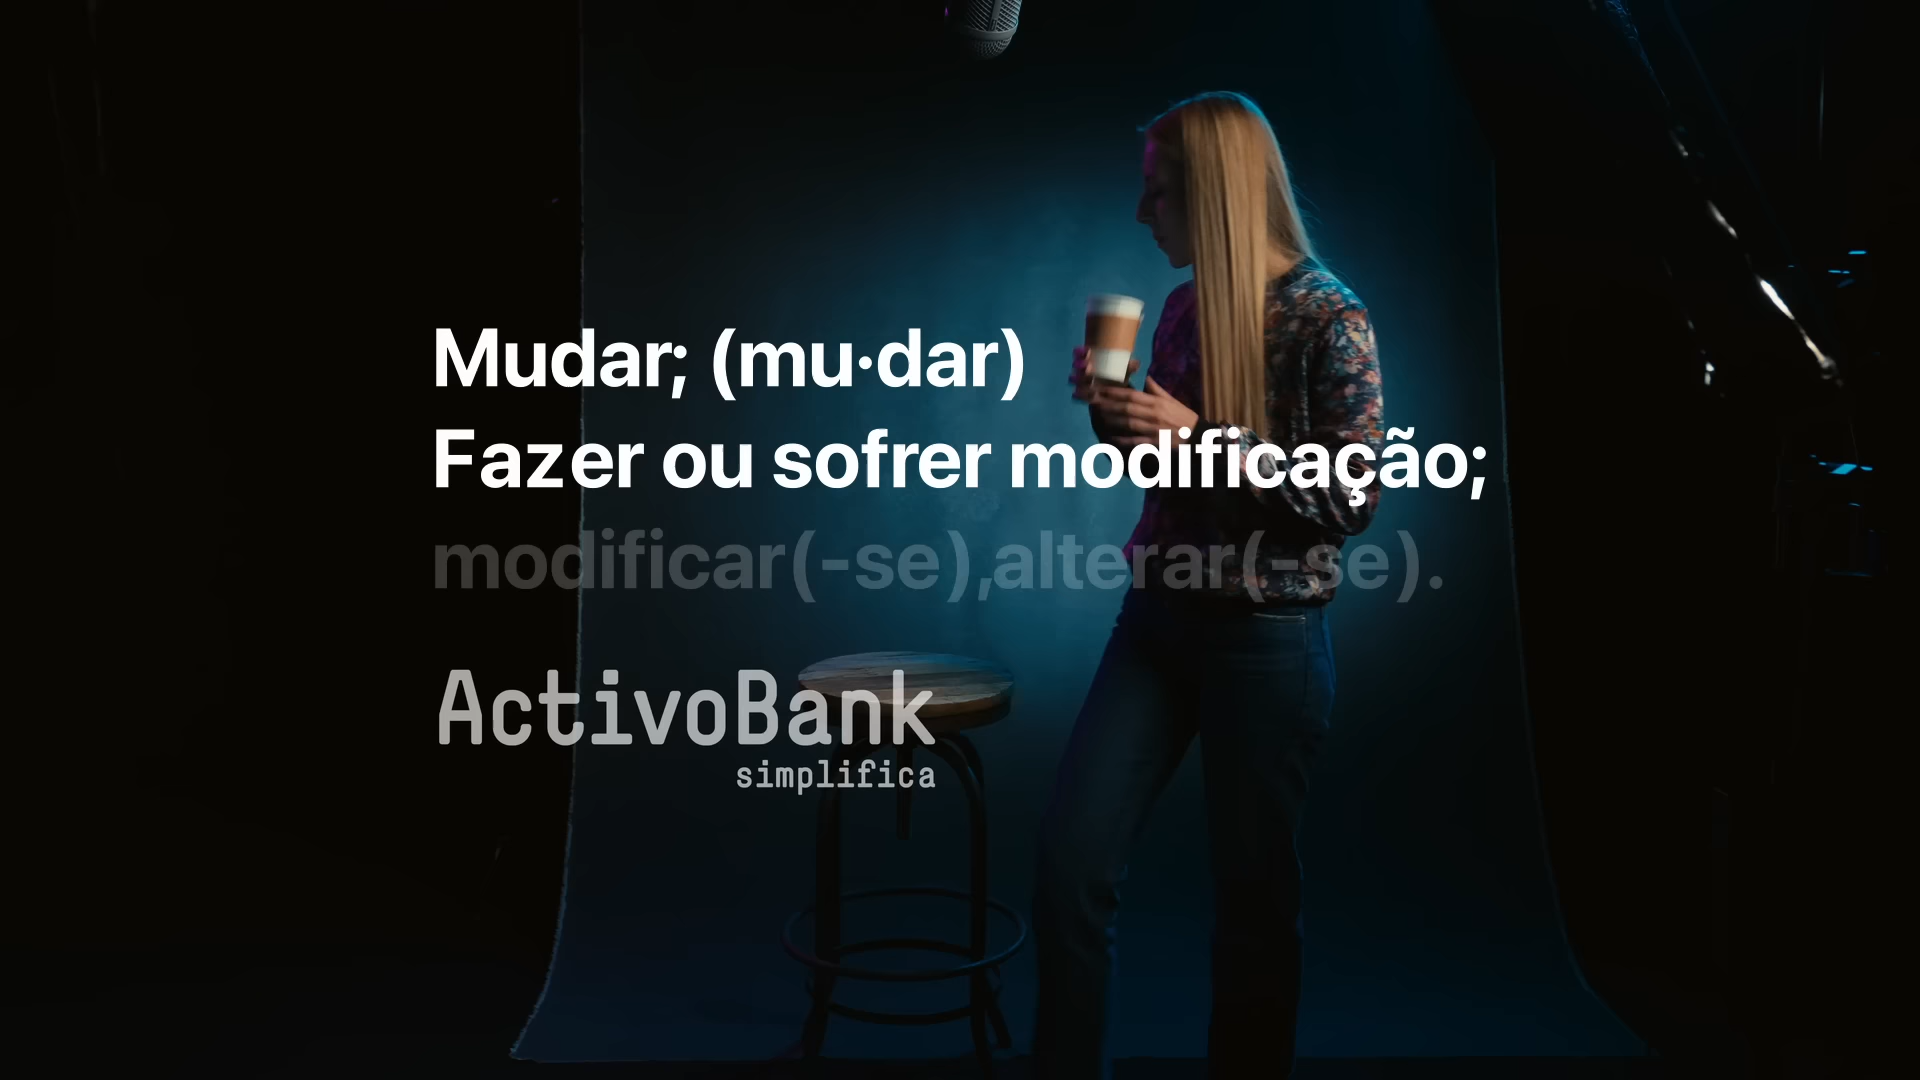 Mudar; (mu·dar)
Fazer ou sofrer modificação;
modificar(-se),alterar(-se).
ActivoBank
simplifica